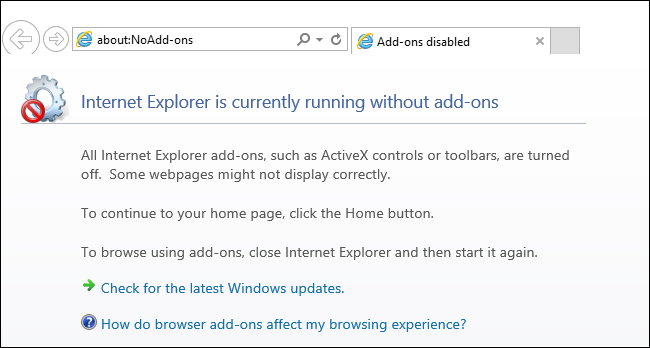 about:NoAdd-ons
Add-ons disabled
Internet Explorer is currently running without add-ons
All Internet Explorer add-ons, such as ActiveX controls or toolbars, are turned
off. Some webpages might not display correctly.
To continue to your home page, click the Home button.
To browse using add-ons, close Internet Explorer and then start it again.
Check for the latest Windows updates.
How do browser add-ons affect my browsing experience?